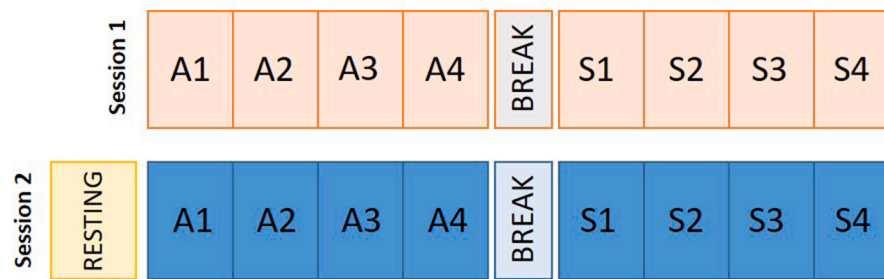 Session 1
A1 A2 A3 A4 BREAK S1 S2 S3 S4
Session 2
RESTING A1 A2 A3 A4 BREAK S1 S2 S3 S4